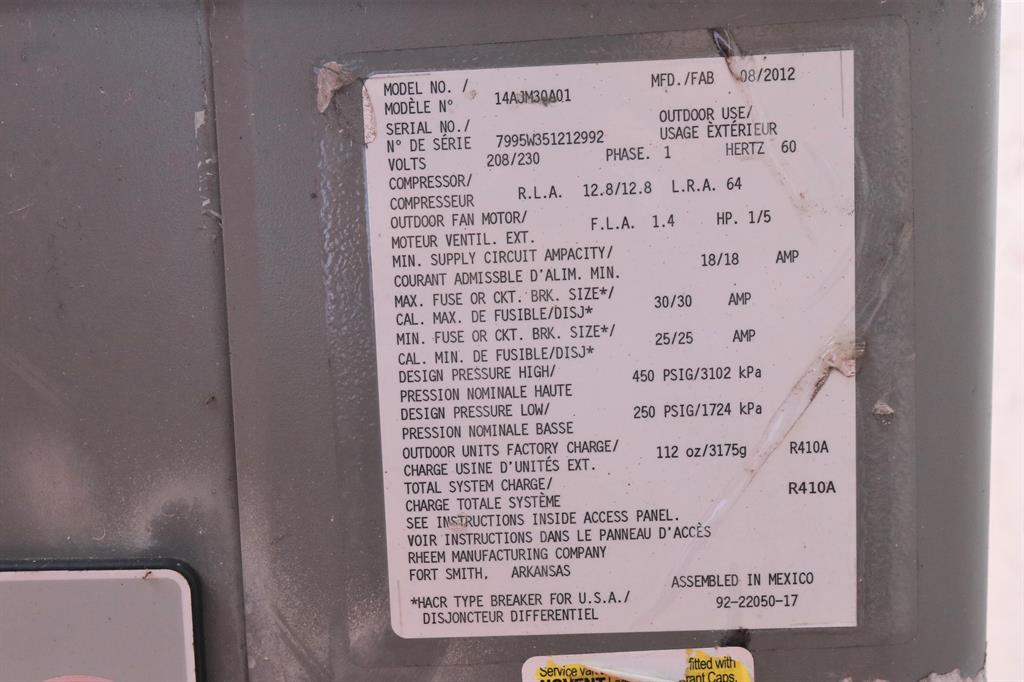 MODEL NO. / MFD./FAB 08/2012
MODÈLE N° 14AJM30A01
SERIAL NO./ OUTDOOR USE/
N° DE SÉRIE 7995W351212992 USAGE ÈXTÉRIEUR
VOLTS 208/230 PHASE. 1 HERTZ 60
COMPRESSOR/
COMPRESSEUR R.L.A. 12.8/12.8 L.R.A. 64
OUTDOOR FAN MOTOR/ F.L.A. 1.4 HP. 1/5
MOTEUR VENTIL. EXT.
MIN. SUPPLY CIRCUIT AMPACITY/ 18/18 AMP
COURANT ADMISSBLE D'ALIM. MIN.
MAX. FUSE OR CKT. BRK. SIZE*/ 30/30 AMP
CAL. MAX. DE FUSIBLE/DISJ*
MIN. FUSE OR CKT. BRK. SIZE*/ 25/25 AMP
CAL. MIN. DE FUSIBLE/DISJ*
DESIGN PRESSURE HIGH/ 450 PSIG/3102 kPa
PRESSION NOMINALE HAUTE
DESIGN PRESSURE LOW/ 250 PSIG/1724 kPa
PRESSION NOMINALE BASSE
OUTDOOR UNITS FACTORY CHARGE/ 112 oz/3175g R410A
CHARGE USINE D'UNITÉS EXT.
TOTAL SYSTEM CHARGE/ R410A
CHARGE TOTALE SYSTÈME
SEE INSTRUCTIONS INSIDE ACCESS PANEL.
VOIR INSTRUCTIONS DANS LE PANNEAU D'ACCÈS
RHEEM MANUFACTURING COMPANY
FORT SMITH, ARKANSAS ASSEMBLED IN MEXICO
*HACR TYPE BREAKER FOR U.S.A./ 92-22050-17
DISJONCTEUR DIFFERENTIEL
Service fitted with
Caps.